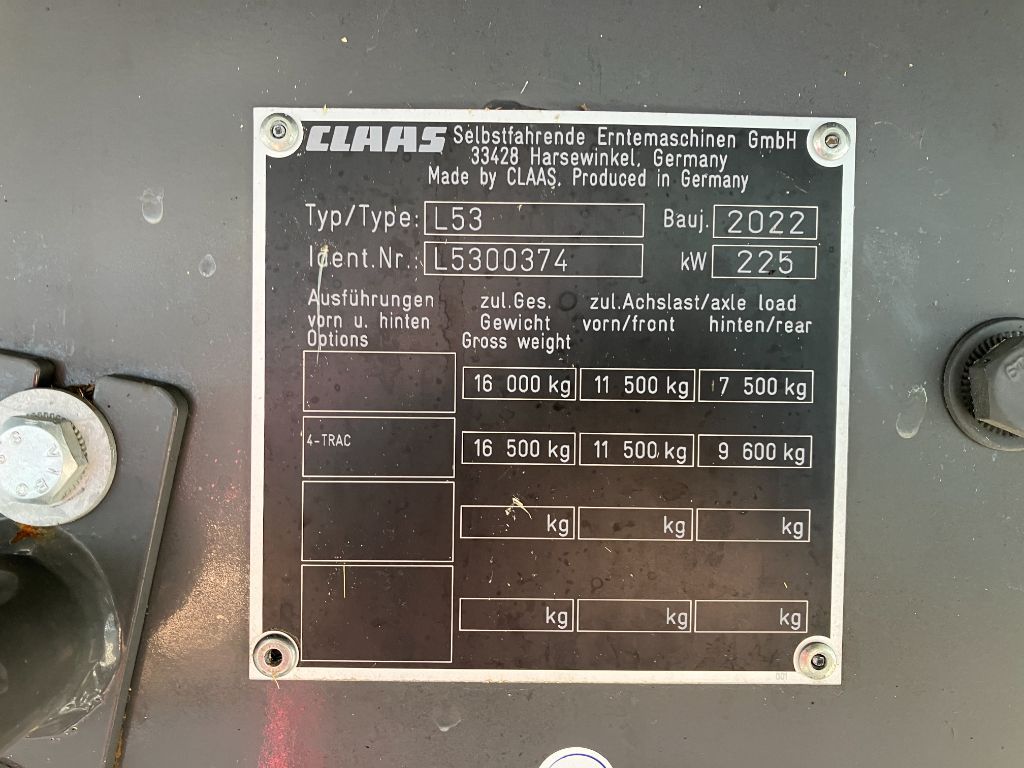 CLAAS Selbstfahrende Erntemaschinen GmbH
33428 Harsewinkel, Germany
Made by CLAAS. Produced in Germany
Typ/Type: L53 Bauj. 2022
Ident.Nr.: L5300374 kW 225
Ausführungen zul.Ges. zul.Achslast/axle load
vorn u. hinten Gewicht vorn/front hinten/rear
Options Gross weight
16 000 kg 11 500 kg 7 500 kg
4-TRAC 16 500 kg 11 500 kg 9 600 kg
kg kg kg
kg kg kg